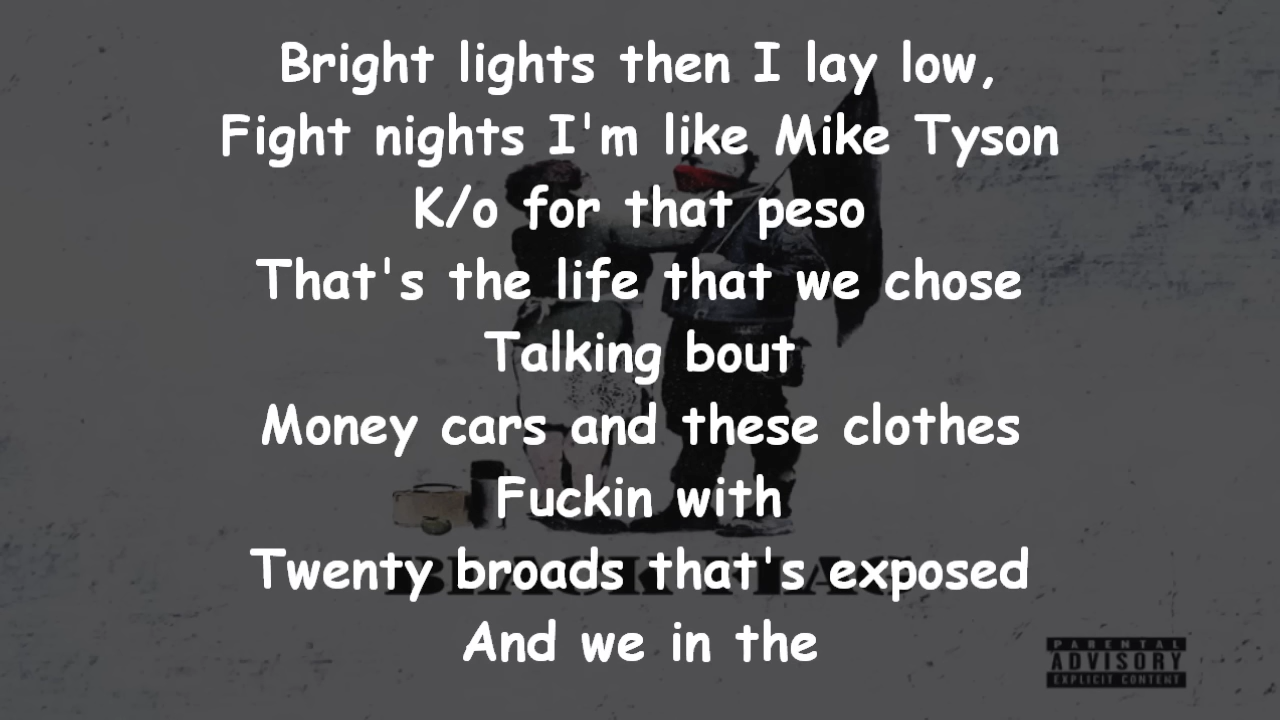 Bright lights then I lay low,
Fight nights I'm like Mike Tyson
K/o for that peso
That's the life that we chose
Talking bout
Money cars and these clothes
Fuckin with
Twenty broads that's exposed
BLACK FLAG
And we in the
PARENTAL
ADVISORY
EXPLICIT CONTENT